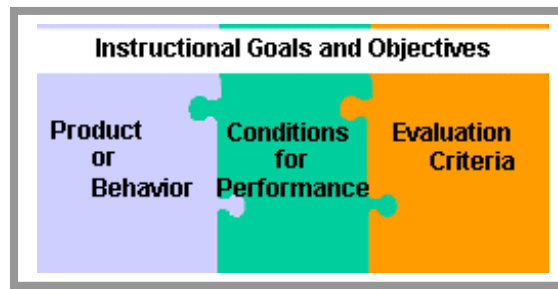 Instructional Goals and Objectives
Product
or
Behavior
Conditions
for
Performance
Evaluation
Criteria